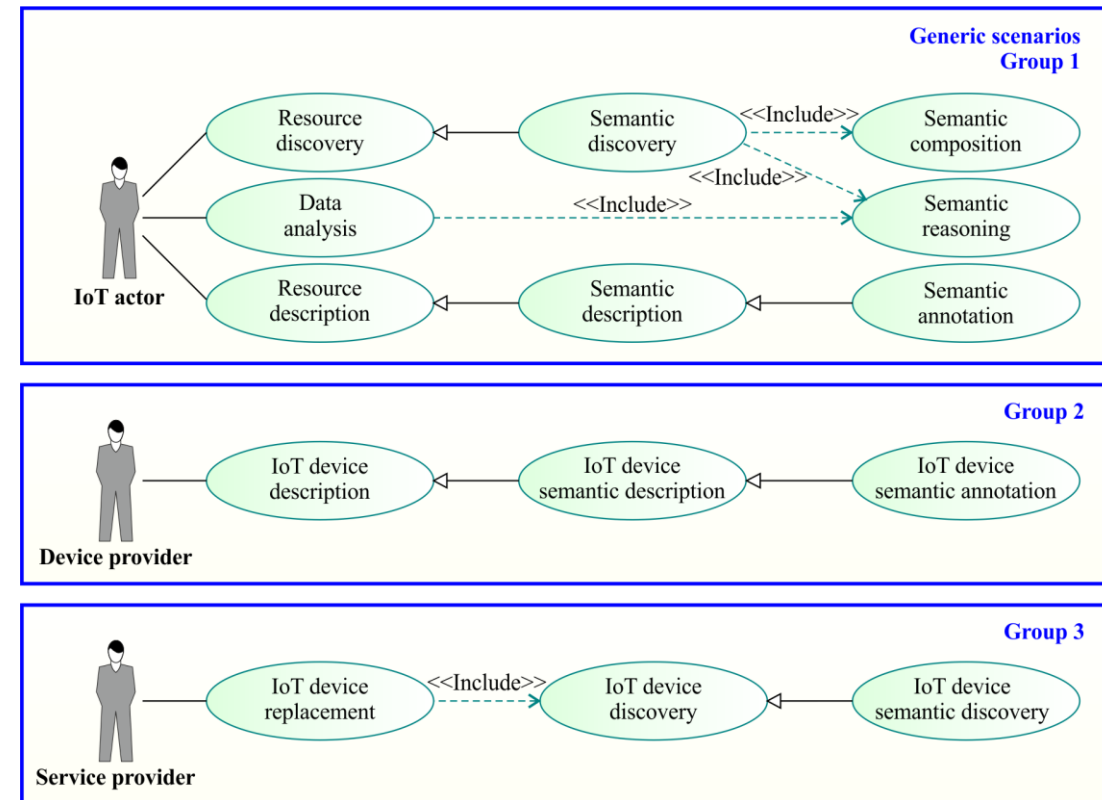 Generic scenarios
Group 1
Resource
discovery
Semantic
discovery
<<Include>>
Semantic
composition
<<Include>>
Data
analysis
<<Include>>
Semantic
reasoning
IoT actor
Resource
description
Semantic
description
Semantic
annotation
Group 2
IoT device
description
IoT device
semantic description
IoT device
semantic annotation
Device provider
Group 3
IoT device
replacement
<<Include>>
IoT device
discovery
IoT device
semantic discovery
Service provider